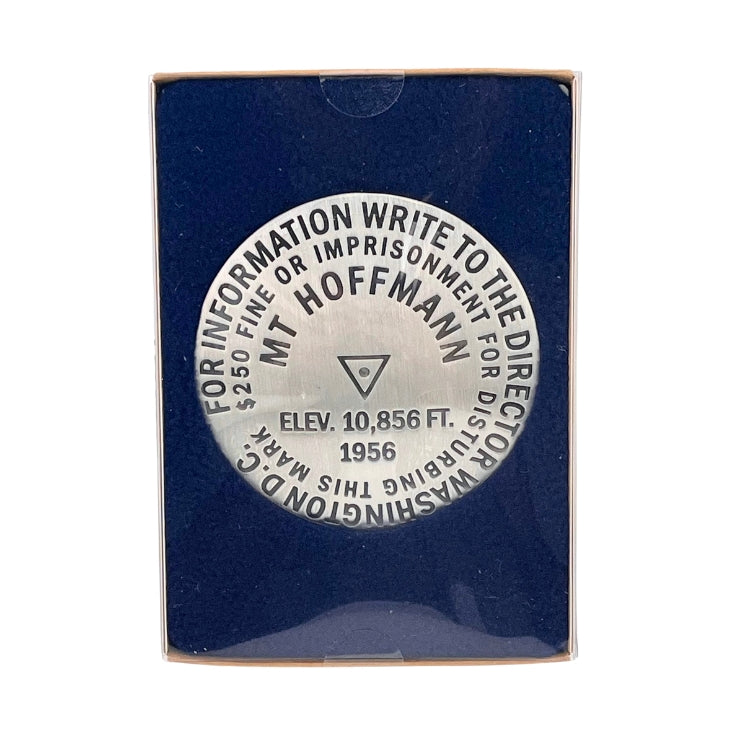 FOR INFORMATION WRITE TO THE DIRECTOR WASHINGTON D.C.
$250 FINE OR IMPRISONMENT FOR DISTURBING THIS MARK
MT HOFFMANN
ELEV. 10,856 FT.
1956